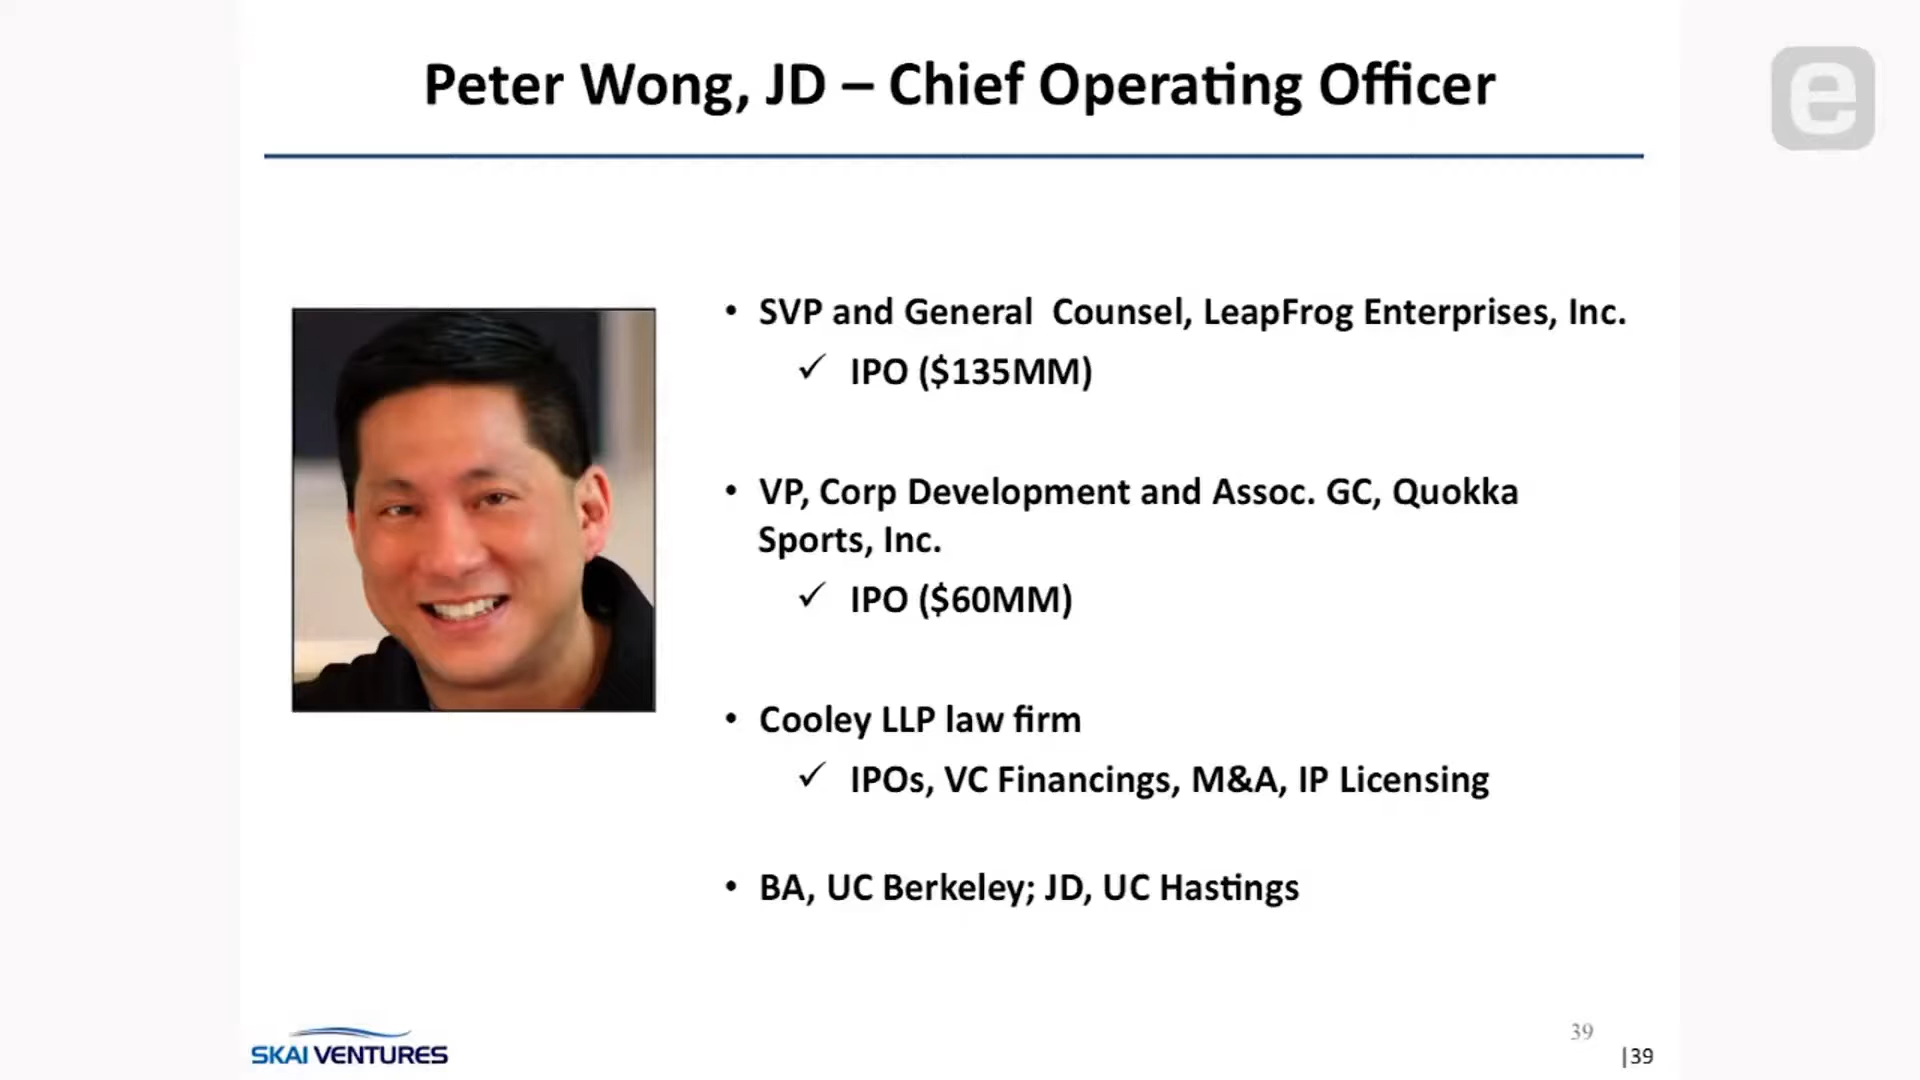 Peter Wong, JD – Chief Operating Officer
e
• SVP and General Counsel, LeapFrog Enterprises, Inc.
✓ IPO ($135MM)
• VP, Corp Development and Assoc. GC, Quokka
Sports, Inc.
✓ IPO ($60MM)
• Cooley LLP law firm
✓ IPOs, VC Financings, M&A, IP Licensing
• BA, UC Berkeley; JD, UC Hastings
SKAI VENTURES
39
|39